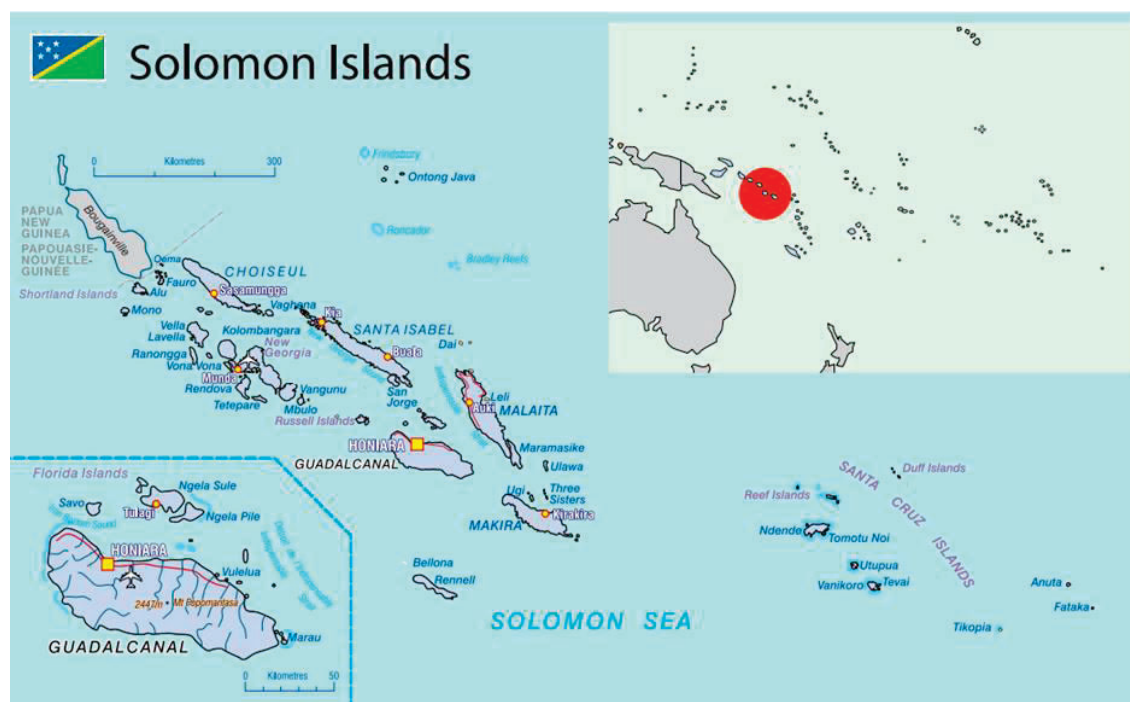 Solomon Islands
0
Kilometres
300
Ontong Java
Roncador
Bradley Reefs
PAPUA
NEW
GUINEA
PAPOUASIE-
NOUVELLE-
GUINÉE
Bougainville
Shortland Islands
Fauro
Alu
Mono
CHOISEUL
Sasamungga
Vaghena
Kia
SANTA ISABEL
Buala
Dai
Vella
Lavella
Kolombangara
New
Georgia
Ranongga
Vona Vona
Munda
Rendova
Tetepare
Vangunu
Mbulo
San
Jorge
Russell Islands
Leli
Auki
MALAITA
Maramasike
HONIARA
GUADALCANAL
Ulawa
Ugi
Three
Sisters
MAKIRA
Kirakira
Bellona
Rennell
SOLOMON SEA
Duff Islands
Reef Islands
SANTA CRUZ ISLANDS
Ndende
Tomotu Noi
Utupua
Vanikoro
Tevai
Anuta
Fataka
Tikopia
Florida Islands
Ngela Sule
Savo
Tulagi
Ngela Pile
HONIARA
Vulelua
2447m
GUADALCANAL
Marau
0
Kilometres
50